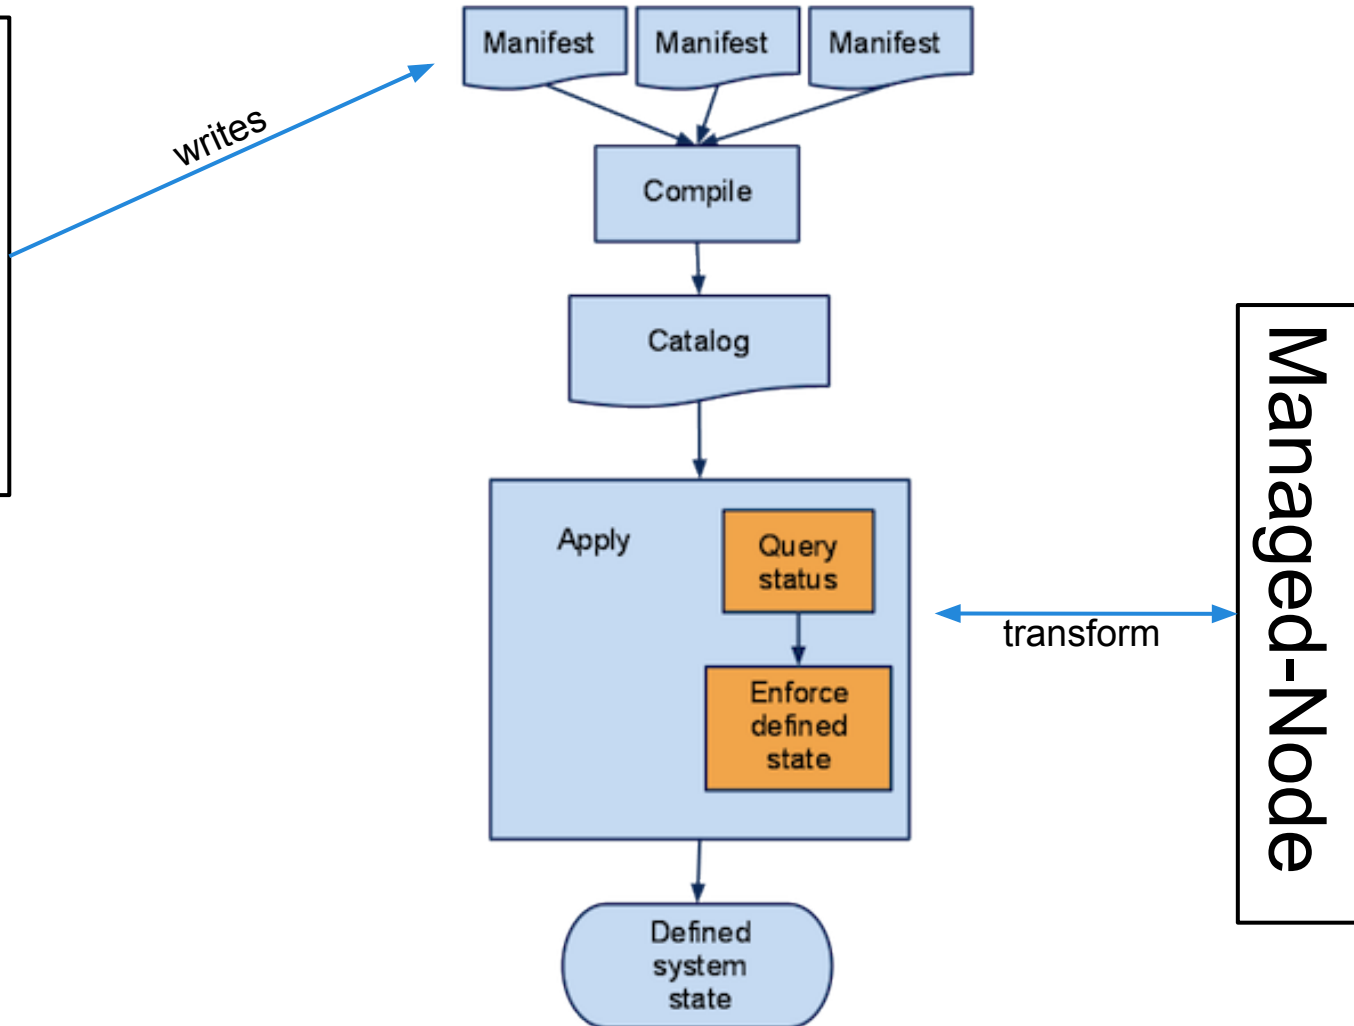 Manifest
Manifest
Manifest
writes
Compile
Catalog
Apply
Query
status
Enforce
defined
state
transform
Managed-Node
Defined
system
state